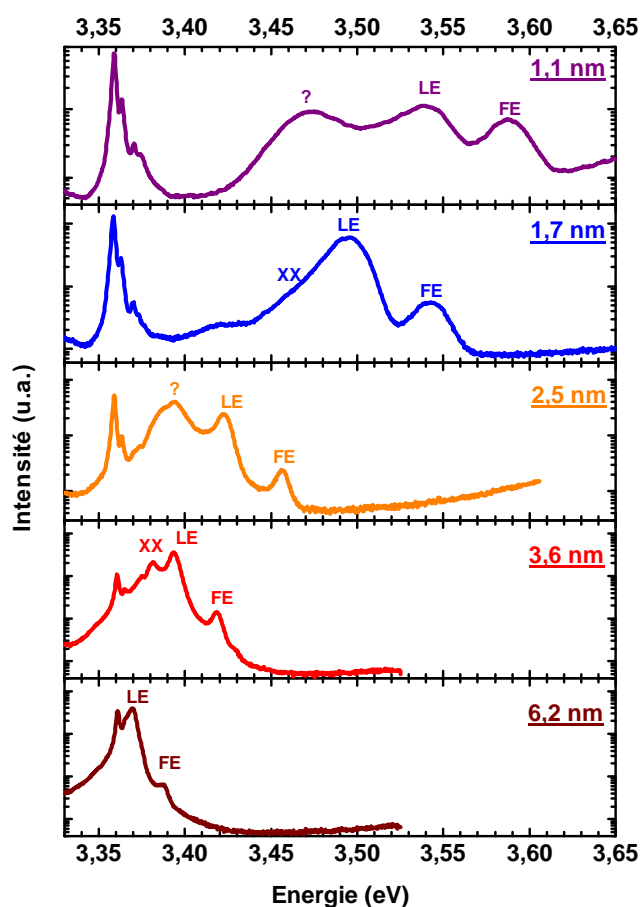 3,35 3,40 3,45 3,50 3,55 3,60 3,65
1,1 nm
? LE FE
1,7 nm
LE
XX FE
2,5 nm
? LE
FE
3,6 nm
XX LE
FE
6,2 nm
LE
FE
3,35 3,40 3,45 3,50 3,55 3,60 3,65
Energie (eV)
Intensité (u.a.)